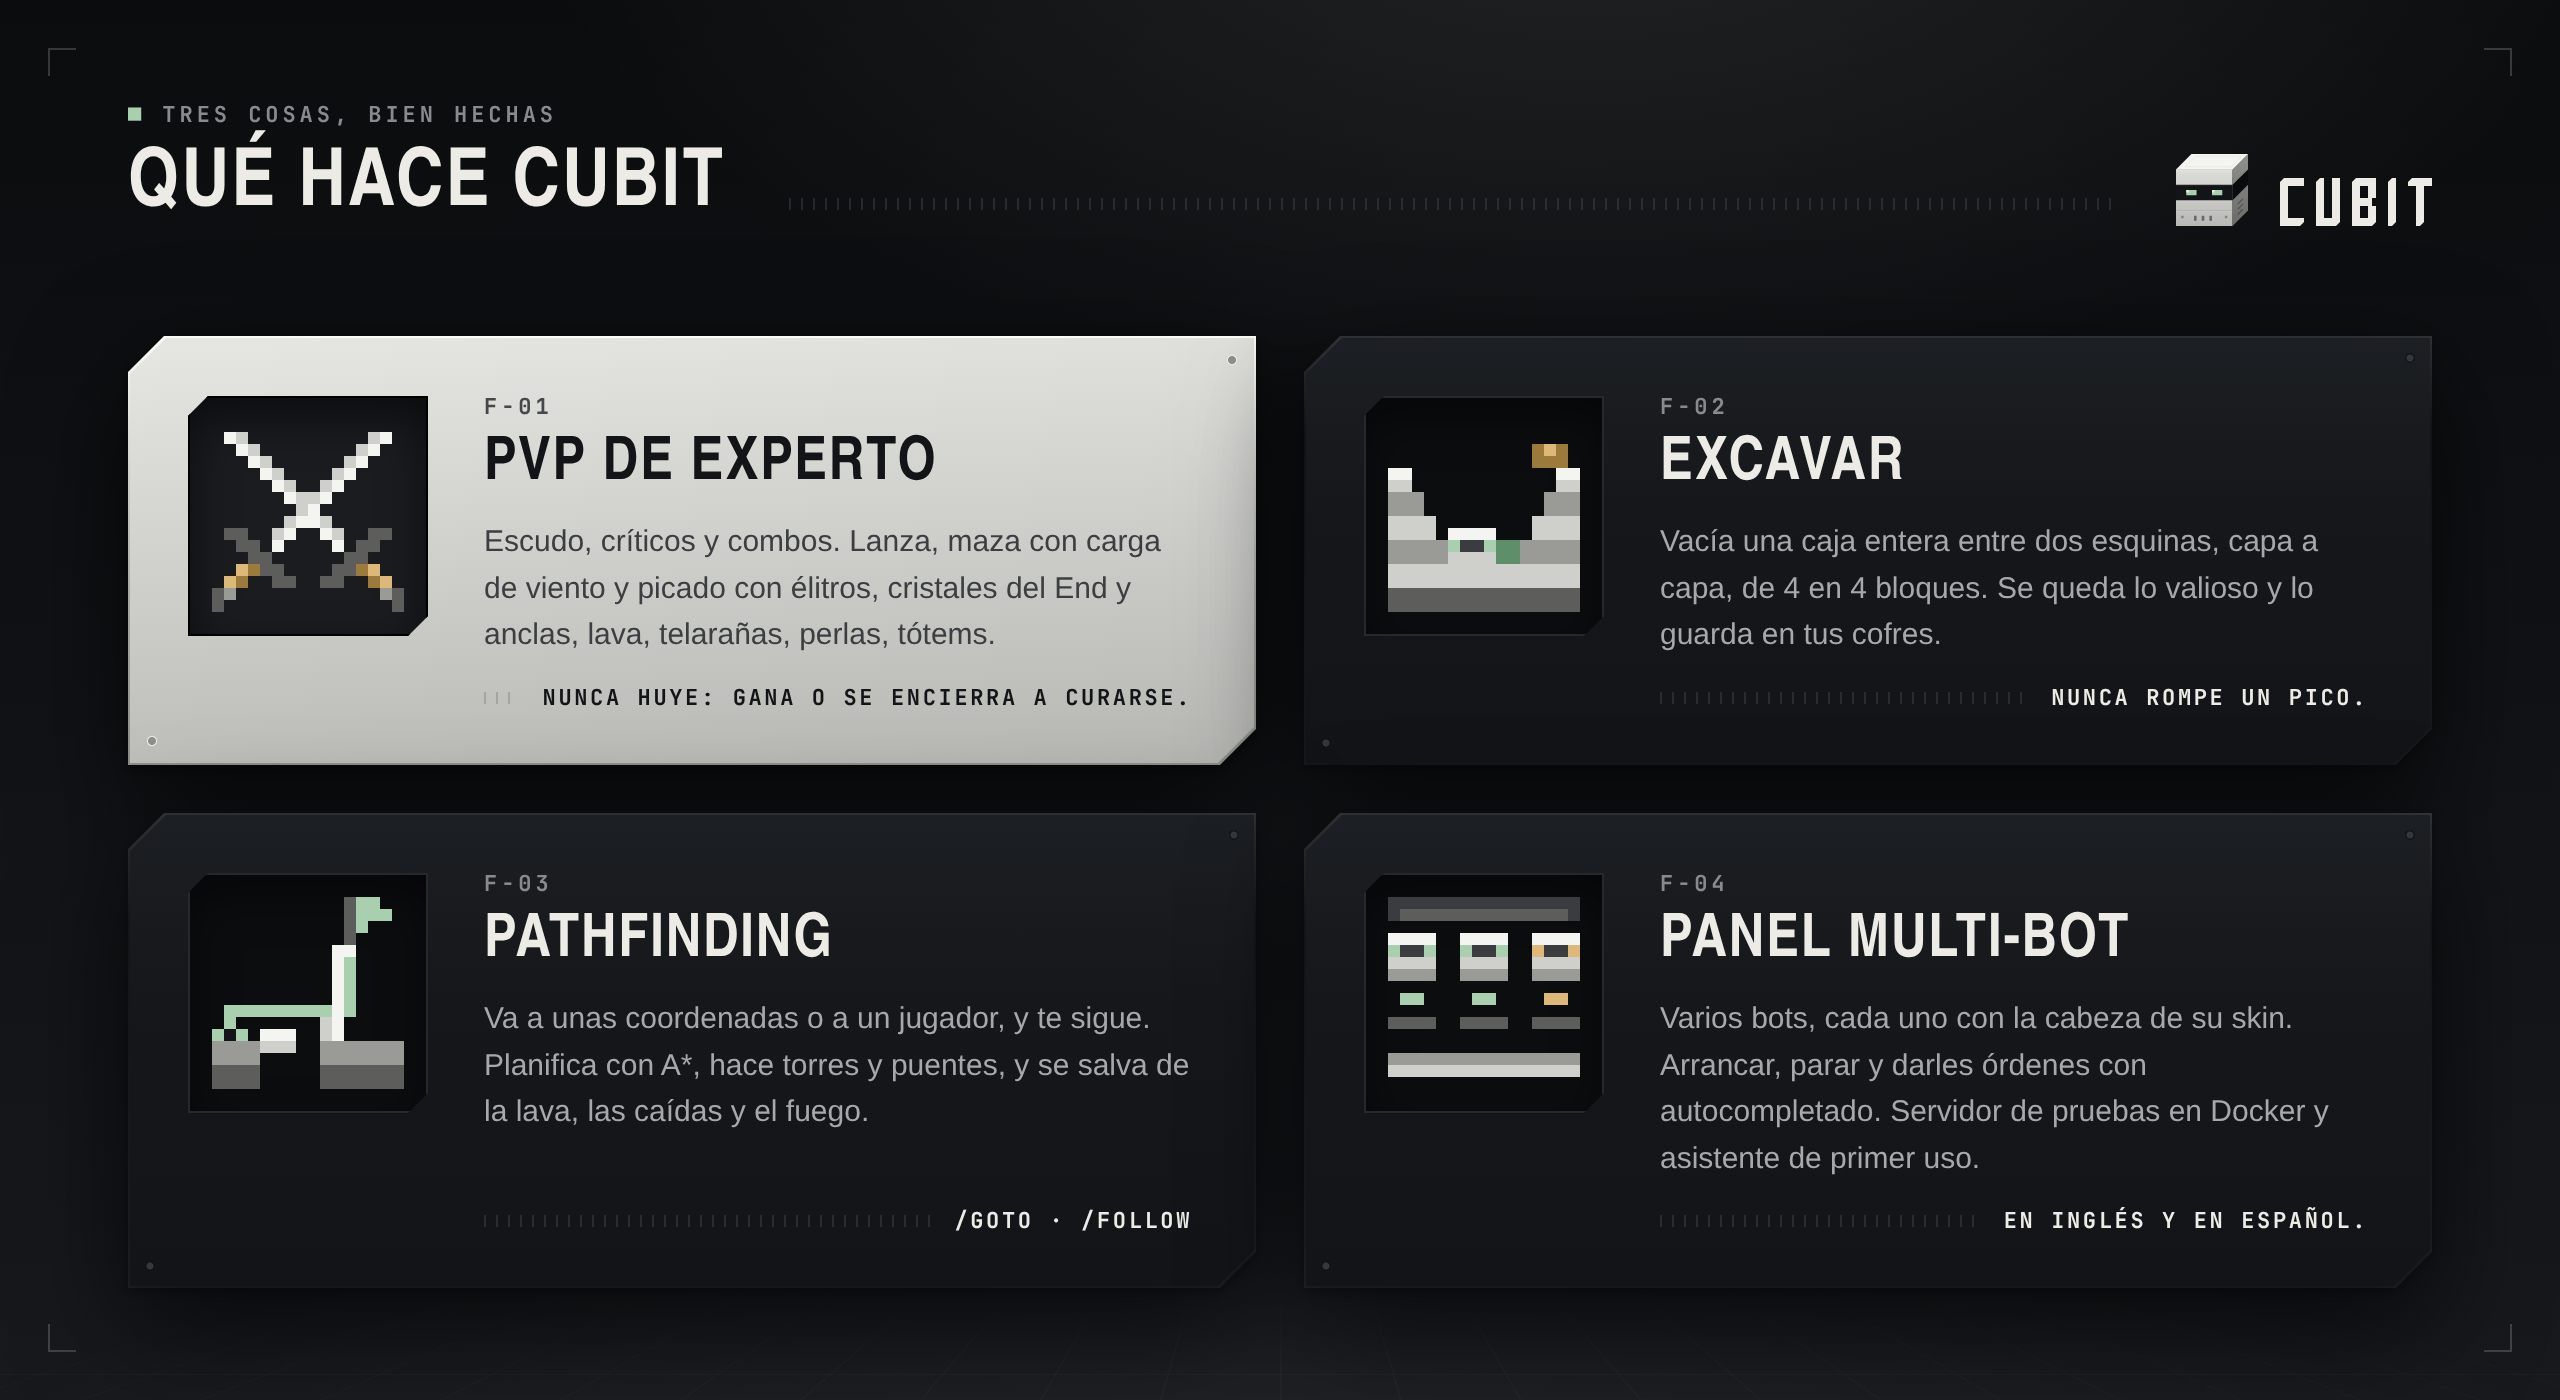 TRES COSAS, BIEN HECHAS
QUÉ HACE CUBIT
CUBIT
F-01
PVP DE EXPERTO
Escudo, críticos y combos. Lanza, maza con carga
de viento y picado con élitros, cristales del End y
anclas, lava, telarañas, perlas, tótems.
NUNCA HUYE: GANA O SE ENCIERRA A CURARSE.
F-02
EXCAVAR
Vacía una caja entera entre dos esquinas, capa a
capa, de 4 en 4 bloques. Se queda lo valioso y lo
guarda en tus cofres.
NUNCA ROMPE UN PICO.
F-03
PATHFINDING
Va a unas coordenadas o a un jugador, y te sigue.
Planifica con A*, hace torres y puentes, y se salva de
la lava, las caídas y el fuego.
/GOTO · /FOLLOW
F-04
PANEL MULTI-BOT
Varios bots, cada uno con la cabeza de su skin.
Arrancar, parar y darles órdenes con
autocompletado. Servidor de pruebas en Docker y
asistente de primer uso.
EN INGLÉS Y EN ESPAÑOL.